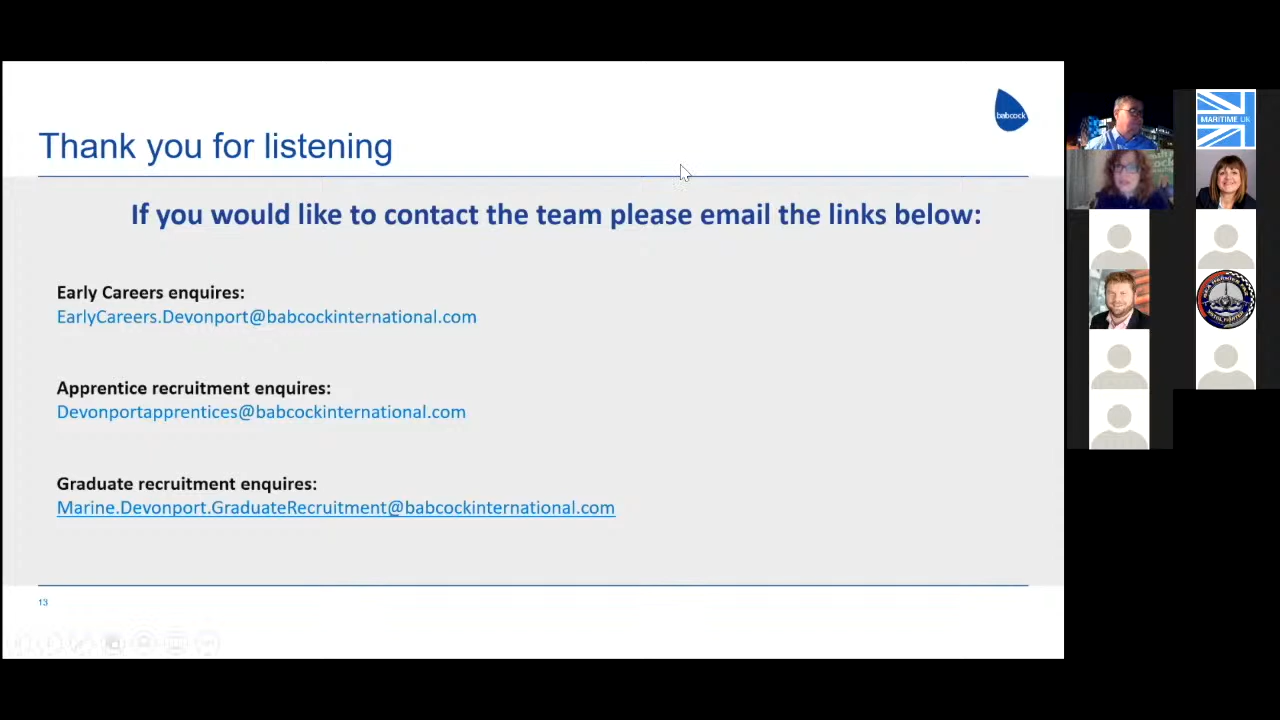 babcock
Thank you for listening
If you would like to contact the team please email the links below:
Early Careers enquires:
EarlyCareers.Devonport@babcockinternational.com
Apprentice recruitment enquires:
Devonportapprentices@babcockinternational.com
Graduate recruitment enquires:
Marine.Devonport.GraduateRecruitment@babcockinternational.com
13
MARITIME UK